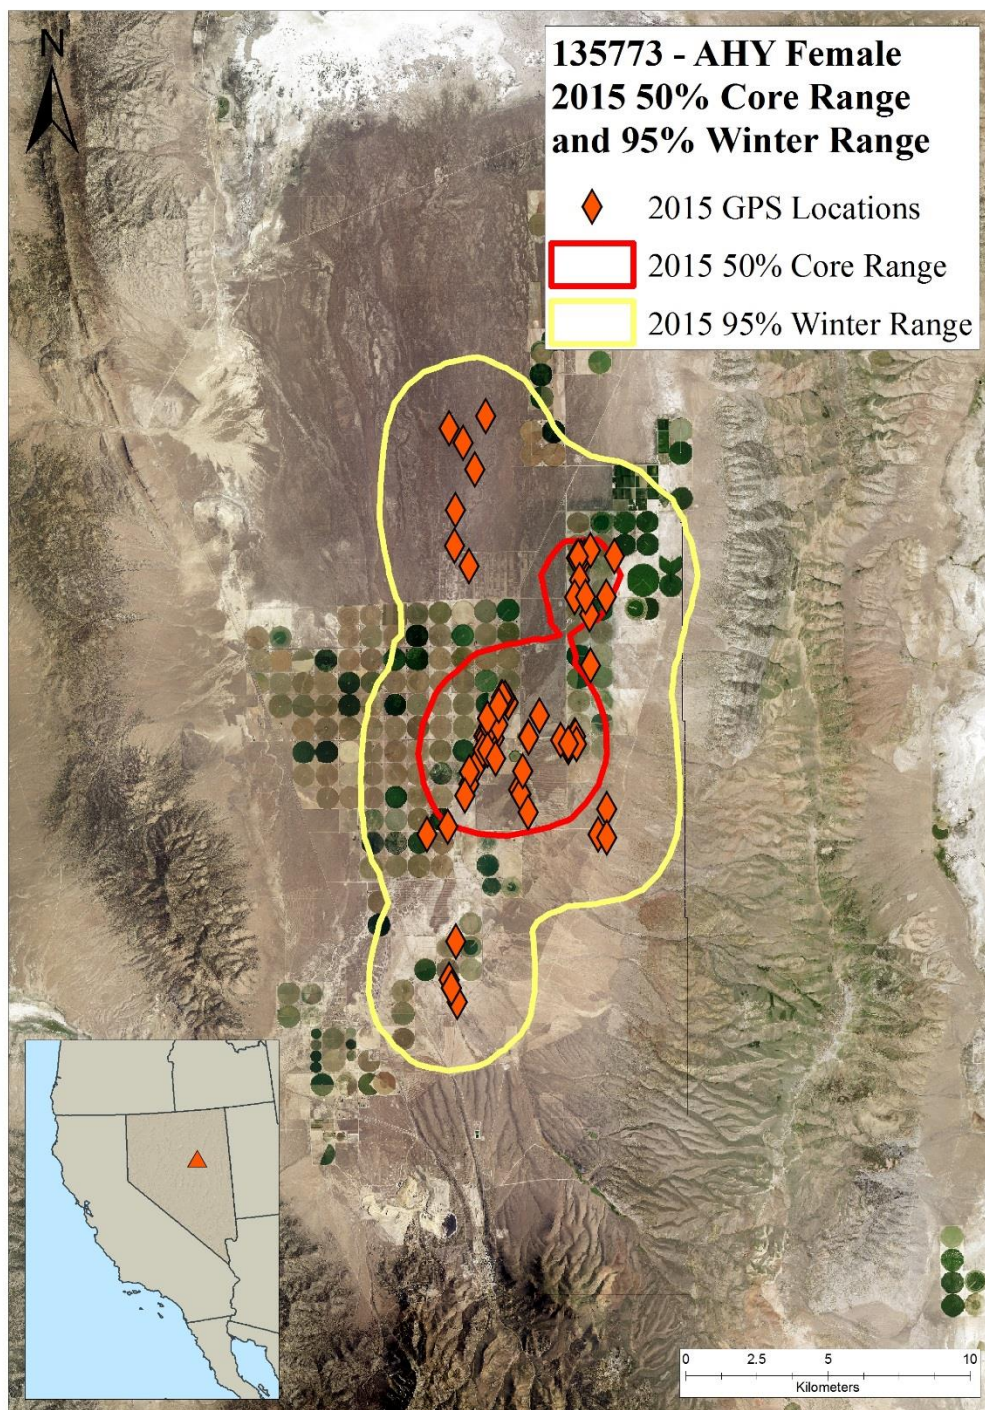 N
135773 - AHY Female
2015 50% Core Range
and 95% Winter Range
2015 GPS Locations
2015 50% Core Range
2015 95% Winter Range
0 2.5 5 10
Kilometers